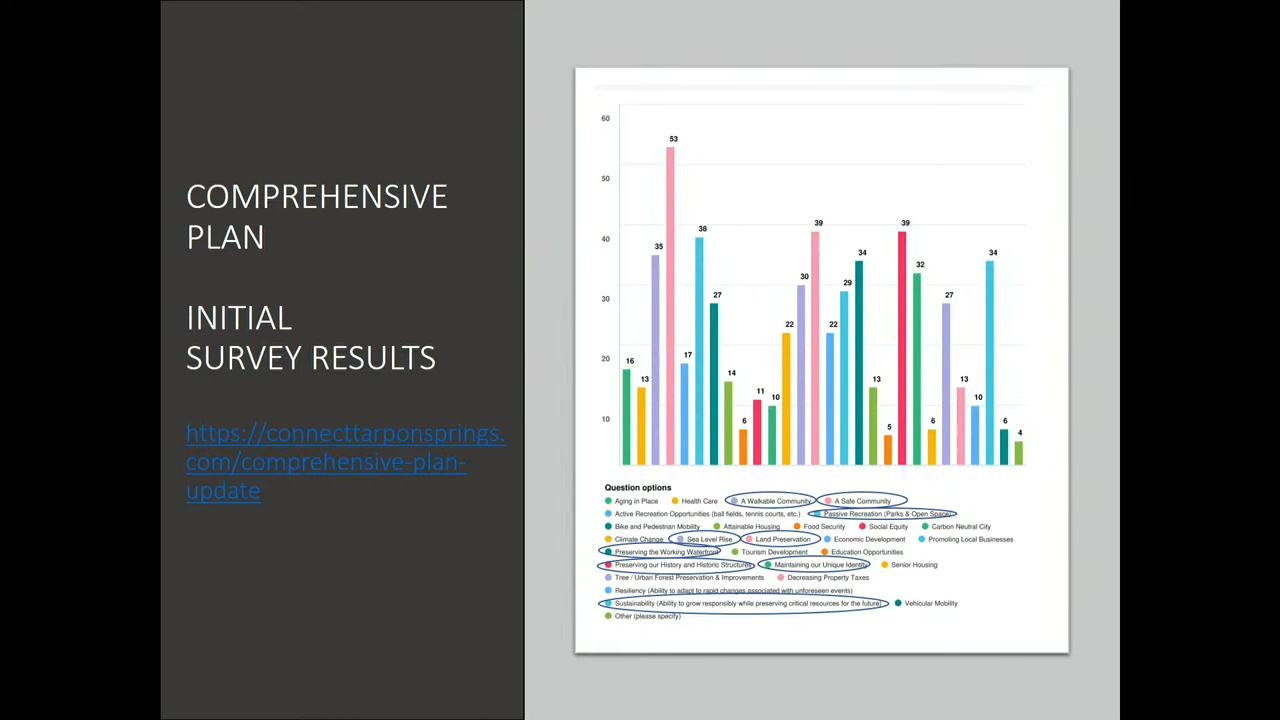 COMPREHENSIVE
PLAN
INITIAL
SURVEY RESULTS
https://connecttarponsprings.
com/comprehensive-plan-
update
60
50
40
30
20
10
16
13
35
53
17
38
27
14
6
11
10
22
30
39
22
29
34
13
5
39
32
6
27
13
10
34
6
4
Question options
Aging in Place Health Care A Walkable Community A Safe Community
Active Recreation Opportunities (ball fields, tennis courts, etc.) Passive Recreation (Parks & Open Space)
Bike and Pedestrian Mobility Attainable Housing Food Security Social Equity Carbon Neutral City
Climate Change Sea Level Rise Land Preservation Economic Development Promoting Local Businesses
Preserving the Working Waterfront Tourism Development Education Opportunities
Preserving our History and Historic Structures Maintaining our Unique Identity Senior Housing
Tree / Urban Forest Preservation & Improvements Decreasing Property Taxes
Resiliency (Ability to adapt to rapid changes associated with unforeseen events)
Sustainability (Ability to grow responsibly while preserving critical resources for the future) Vehicular Mobility
Other (please specify)